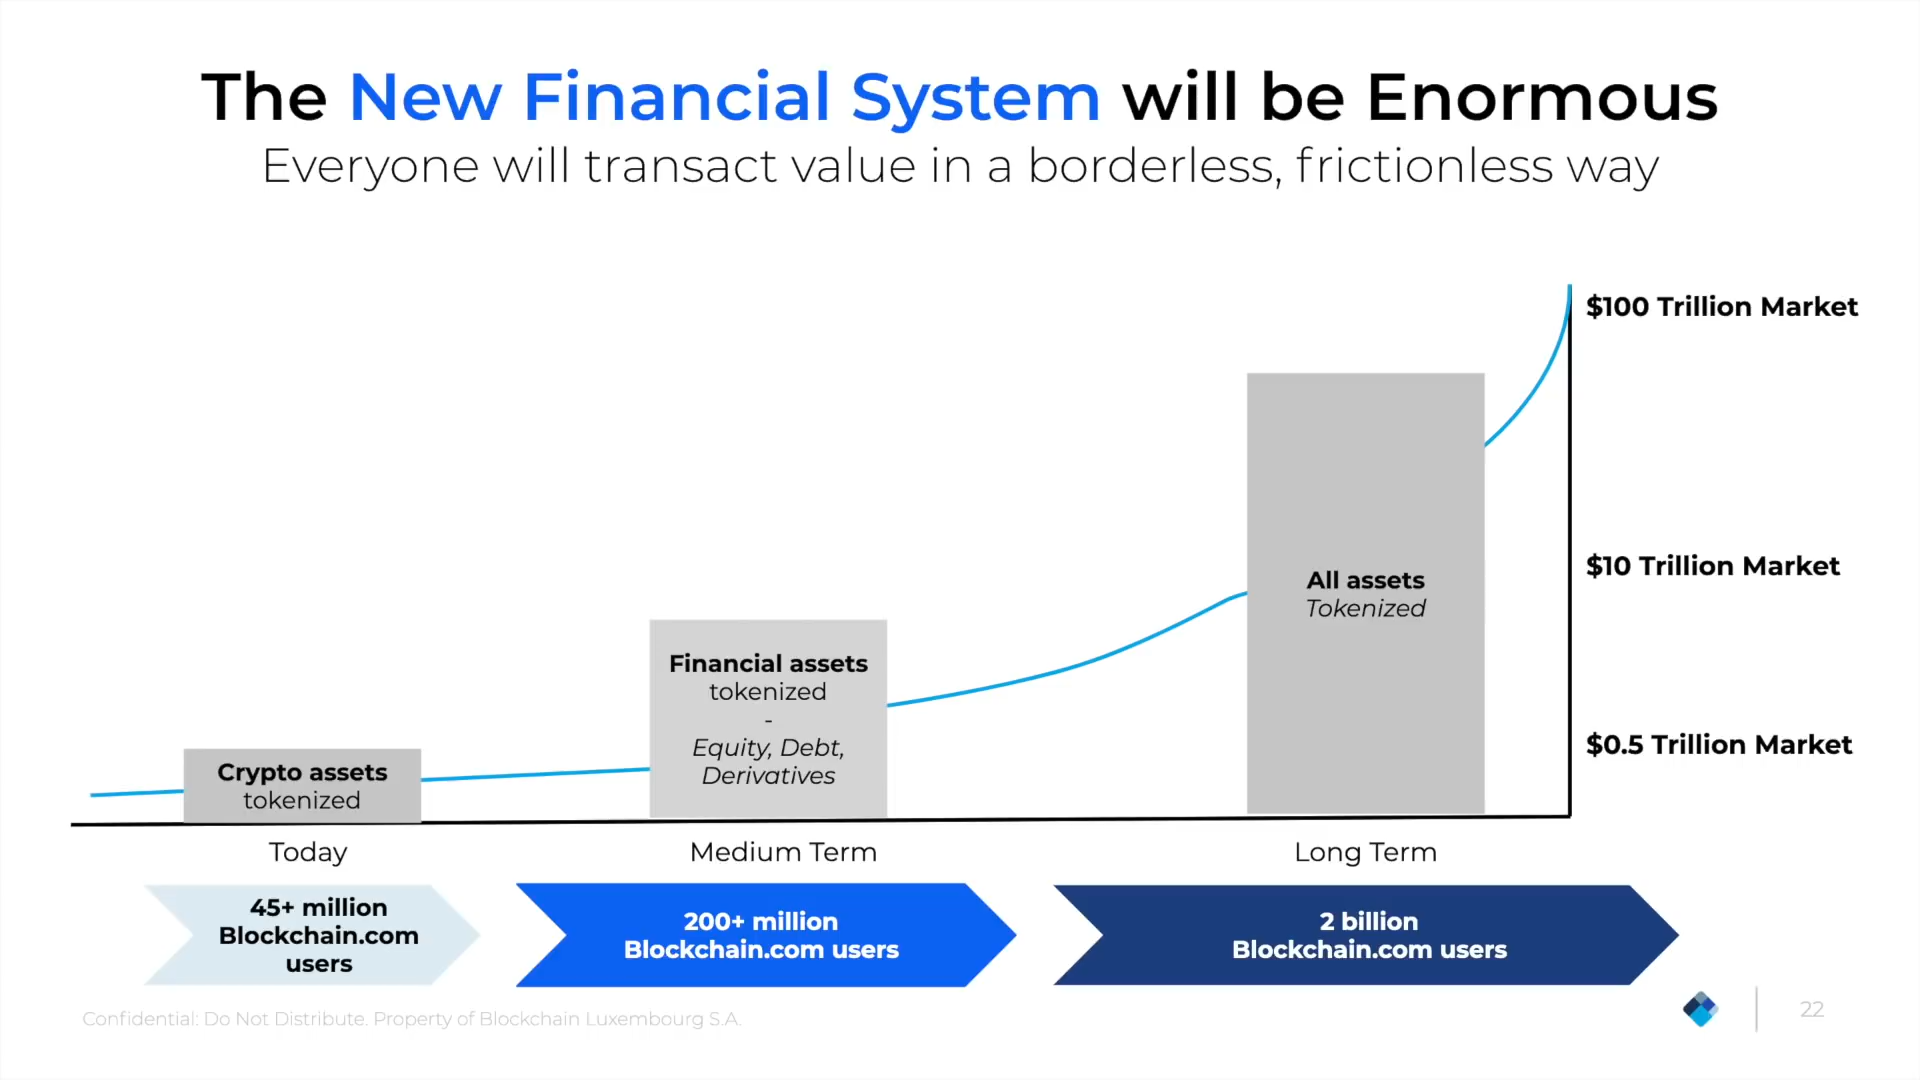 The New Financial System will be Enormous
Everyone will transact value in a borderless, frictionless way
$100 Trillion Market
$10 Trillion Market
$0.5 Trillion Market
All assets
Tokenized
Financial assets
tokenized
-
Equity, Debt,
Derivatives
Crypto assets
tokenized
Today
Medium Term
Long Term
45+ million
Blockchain.com
users
200+ million
Blockchain.com users
2 billion
Blockchain.com users
Confidential: Do Not Distribute. Property of Blockchain Luxembourg S.A.
22